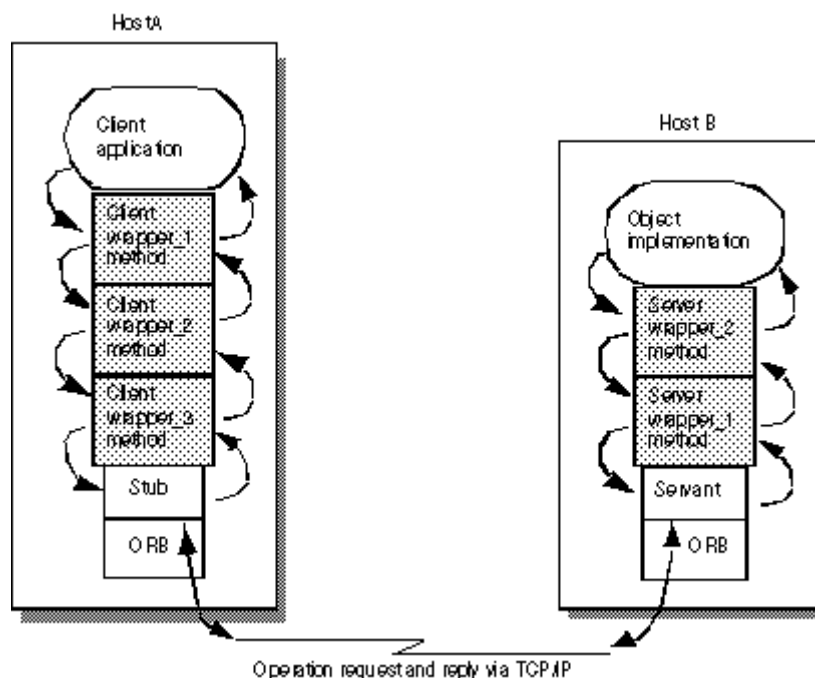 HostA
Client
application
Client
wrapper_1
method
Client
wrapper_2
method
Client
wrapper_3
method
Stub
ORB
Host B
Object
implementation
Server
wrapper_2
method
Server
wrapper_1
method
Servant
ORB
Operation request and reply via TCP/IP